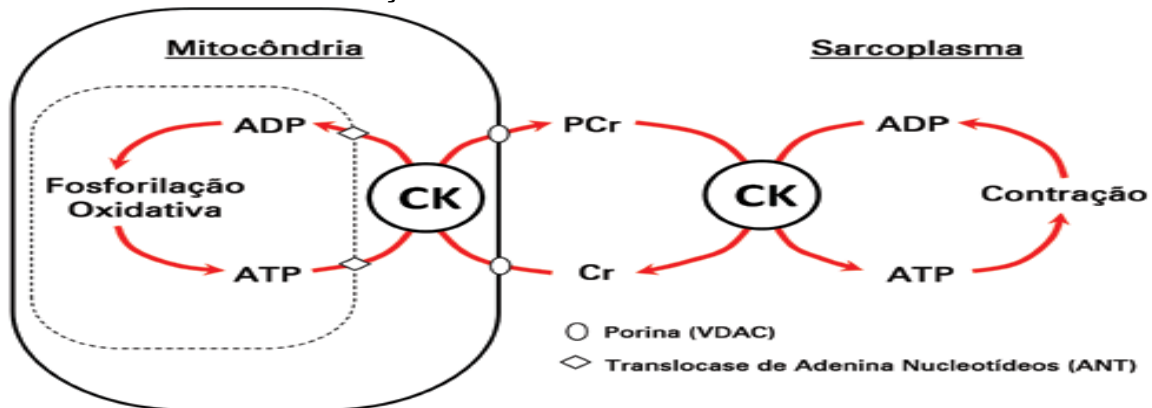 Mitocôndria
Sarcoplasma
ADP
PCr
ADP
Fosforilação
Oxidativa
CK
CK
Contração
ATP
Cr
ATP
Porina (VDAC)
Translocase de Adenina Nucleotídeos (ANT)